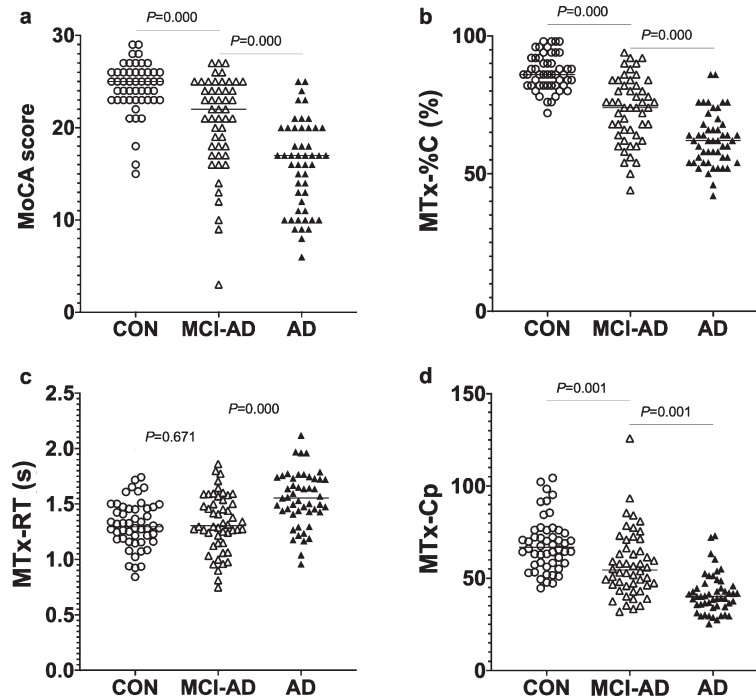 a
P=0.000
P=0.000
30
20
10
0
MoCA score
CON MCI-AD AD
b
P=0.000
P=0.000
100
50
0
MTx-%C (%)
CON MCI-AD AD
c
P=0.000
P=0.671
2.5
2.0
1.5
1.0
0.5
0.0
MTx-RT (s)
CON MCI-AD AD
d
P=0.001
P=0.001
150
100
50
0
MTx-Cp
CON MCI-AD AD